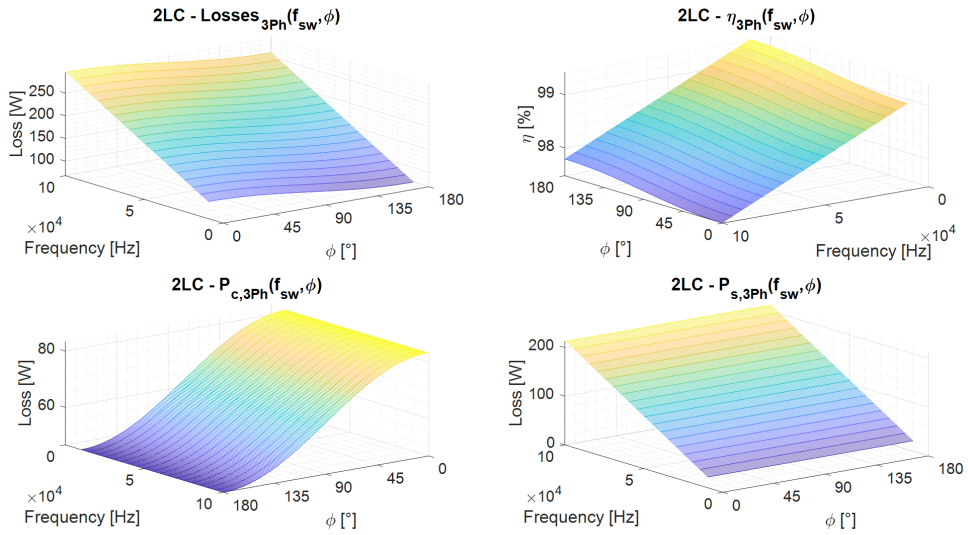 2LC - Losses3Ph(fsw,ϕ)
Loss [W]
250
200
150
100
10
5
0
×10^4
Frequency [Hz]
0
45
90
135
180
ϕ [°]
2LC - η3Ph(fsw,ϕ)
η [%]
99
98
180
135
90
45
0
ϕ [°]
10
5
0
×10^4
Frequency [Hz]
2LC - Pc,3Ph(fsw,ϕ)
Loss [W]
80
60
0
5
10
×10^4
Frequency [Hz]
180
135
90
45
0
ϕ [°]
2LC - Ps,3Ph(fsw,ϕ)
Loss [W]
200
100
0
10
5
0
×10^4
Frequency [Hz]
0
45
90
135
180
ϕ [°]